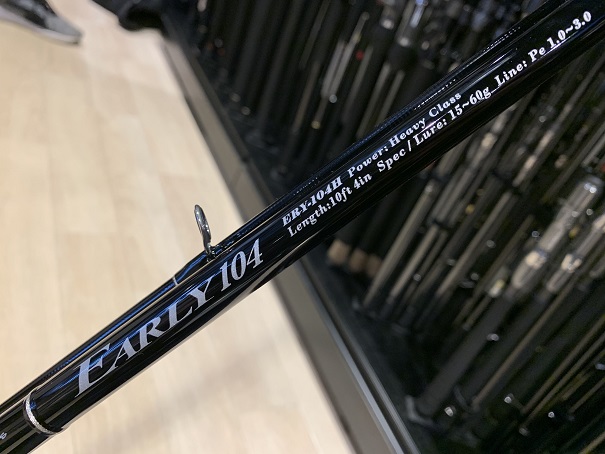 EARLY 104
ERY-104H Power: Heavy Class
Length:10ft 4in Spec / Lure: 15~60g Line: Pe 1.0~3.0